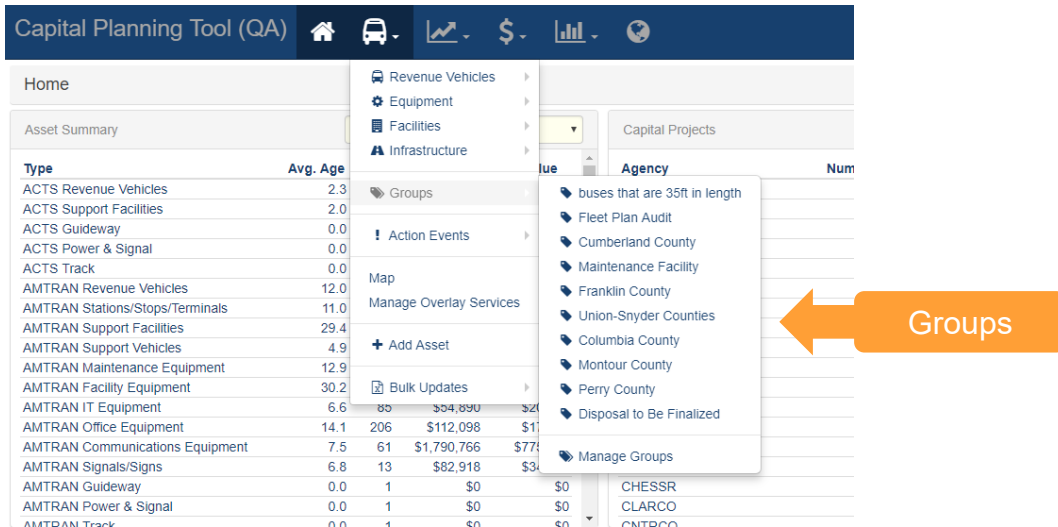 Capital Planning Tool (QA)
Home
Asset Summary
Type Avg. Age
ACTS Revenue Vehicles 2.3
ACTS Support Facilities 2.0
ACTS Guideway 0.0
ACTS Power & Signal 0.0
ACTS Track 0.0
AMTRAN Revenue Vehicles 12.0
AMTRAN Stations/Stops/Terminals 11.0
AMTRAN Support Facilities 29.4
AMTRAN Support Vehicles 4.9
AMTRAN Maintenance Equipment 12.9
AMTRAN Facility Equipment 30.2
AMTRAN IT Equipment 6.6 85 $54,890
AMTRAN Office Equipment 14.1 206 $112,098
AMTRAN Communications Equipment 7.5 61 $1,790,766
AMTRAN Signals/Signs 6.8 13 $82,918
AMTRAN Guideway 0.0 1 $0 $0
AMTRAN Power & Signal 0.0 1 $0 $0
AMTRAN Track 0.0 1 $0 $0
Revenue Vehicles
Equipment
Facilities
Infrastructure
Groups
! Action Events
Map
Manage Overlay Services
+ Add Asset
Bulk Updates
buses that are 35ft in length
Fleet Plan Audit
Cumberland County
Maintenance Facility
Franklin County
Union-Snyder Counties
Columbia County
Montour County
Perry County
Disposal to Be Finalized
Manage Groups
Capital Projects
Agency Num
CHESSR
CLARCO
CNTRCO
Groups